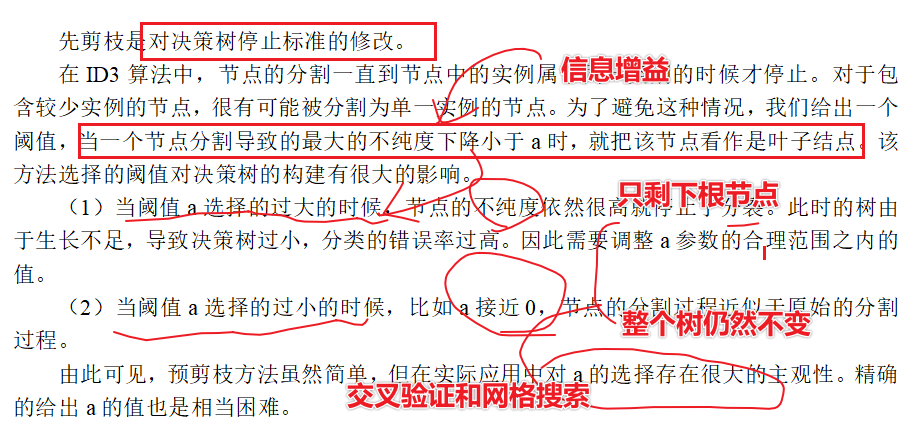 先剪枝是对决策树停止标准的修改。
在 ID3 算法中，节点的分割一直到节点中的实例属
信息增益
的时候才停止。对于包
含较少实例的节点，很有可能被分割为单一实例的节点。为了避免这种情况，我们给出一个
阈值，当一个节点分割导致的最大的不纯度下降小于 a 时，就把该节点看作是叶子结点。该
方法选择的阈值对决策树的构建有很大的影响。
只剩下根节点
（1）当阈值 a 选择的过大的时候，节点的不纯度依然很高就停止了分裂。此时的树由
于生长不足，导致决策树过小，分类的错误率过高。因此需要调整 a 参数的合理范围之内的
值。
（2）当阈值 a 选择的过小的时候，比如 a 接近 0，节点的分割过程近似于原始的分割
过程。
整个树仍然不变
由此可见，预剪枝方法虽然简单，但在实际应用中对 a 的选择存在很大的主观性。精确
的给出 a 的值也是相当困难。
交叉验证和网格搜索